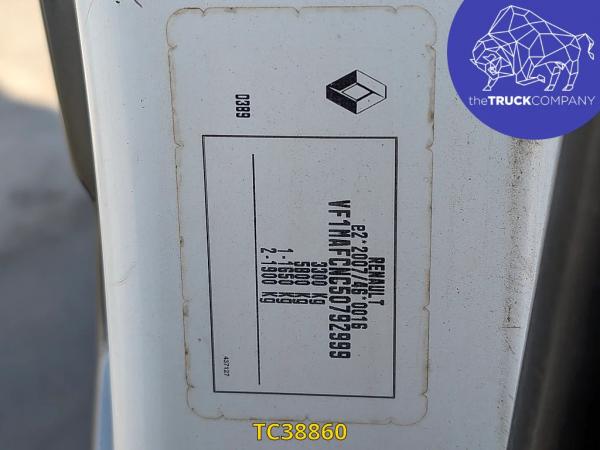 theTRUCKCOMPANY
0389
RENAULT
e2*2007/46*0016
VF1MAFCNC50792999
3300 kg
5800 kg
1-1650 kg
2-1900 kg
437127
TC38860